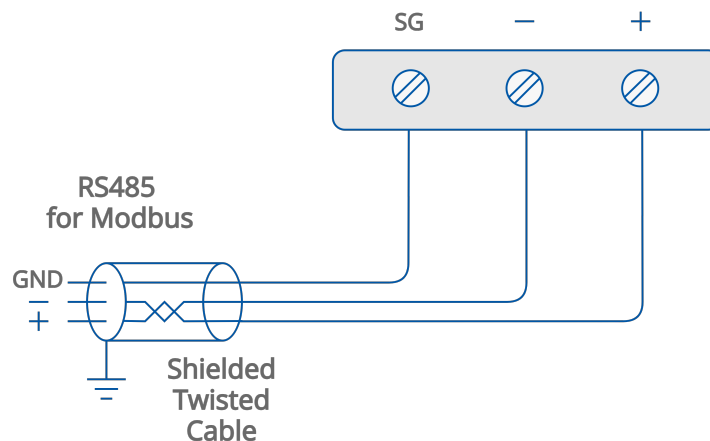 SG − +
RS485
for Modbus
GND
−
+
Shielded
Twisted
Cable